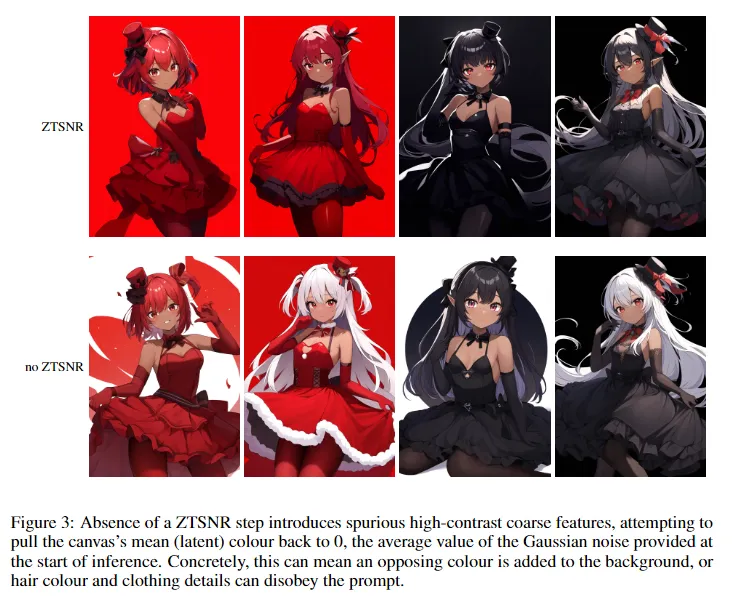 ZTSNR
no ZTSNR
Figure 3: Absence of a ZTSNR step introduces spurious high-contrast coarse features, attempting to
pull the canvas's mean (latent) colour back to 0, the average value of the Gaussian noise provided at
the start of inference. Concretely, this can mean an opposing colour is added to the background, or
hair colour and clothing details can disobey the prompt.